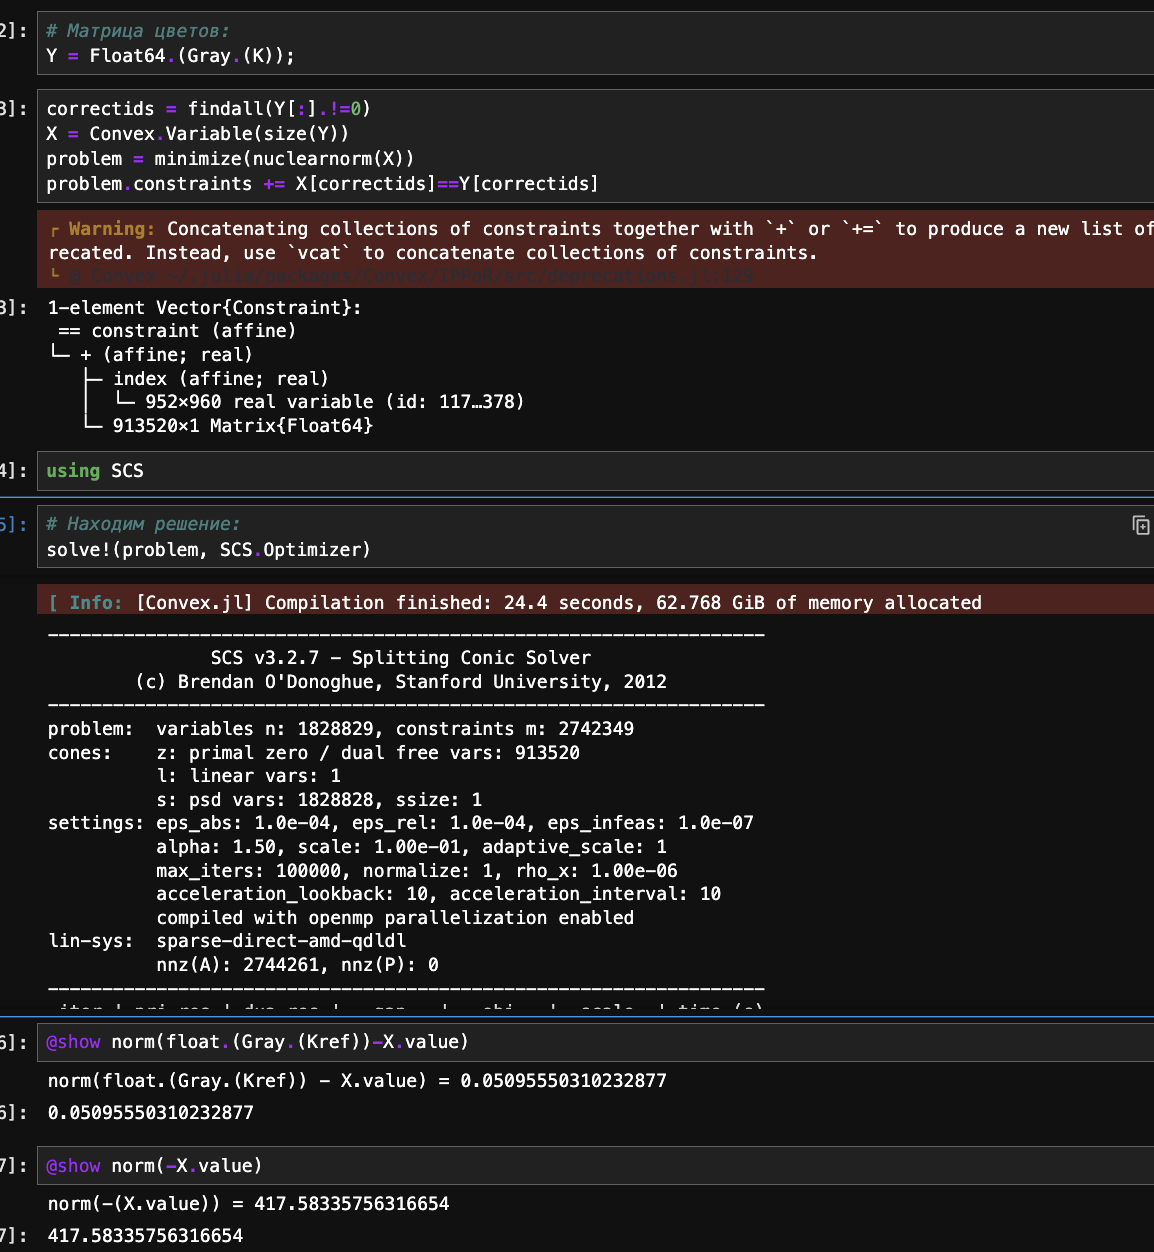 2]: # Матрица цветов:
Y = Float64.(Gray.(K));
3]: correctids = findall(Y[:].!=0)
X = Convex.Variable(size(Y))
problem = minimize(nuclearnorm(X))
problem.constraints += X[correctids]==Y[correctids]
┌ Warning: Concatenating collections of constraints together with `+` or `+=` to produce a new list of
recated. Instead, use `vcat` to concatenate collections of constraints.
└ @ Convex ~/.julia/packages/Convex/
3]: 1-element Vector{Constraint}:
== constraint (affine)
└─ + (affine; real)
├─ index (affine; real)
│ └─ 952×960 real variable (id: 117…378)
└─ 913520×1 Matrix{Float64}
4]: using SCS
5]: # Находим решение:
solve!(problem, SCS.Optimizer)
[ Info: [Convex.jl] Compilation finished: 24.4 seconds, 62.768 GiB of memory allocated
------------------------------------------------------------------
SCS v3.2.7 - Splitting Conic Solver
(c) Brendan O'Donoghue, Stanford University, 2012
------------------------------------------------------------------
problem: variables n: 1828829, constraints m: 2742349
cones: z: primal zero / dual free vars: 913520
l: linear vars: 1
s: psd vars: 1828828, ssize: 1
settings: eps_abs: 1.0e-04, eps_rel: 1.0e-04, eps_infeas: 1.0e-07
alpha: 1.50, scale: 1.00e-01, adaptive_scale: 1
max_iters: 100000, normalize: 1, rho_x: 1.00e-06
acceleration_lookback: 10, acceleration_interval: 10
compiled with openmp parallelization enabled
lin-sys: sparse-direct-amd-qdldl
nnz(A): 2744261, nnz(P): 0
------------------------------------------------------------------
6]: @show norm(float.(Gray.(Kref))-X.value)
norm(float.(Gray.(Kref)) - X.value) = 0.05095550310232877
6]: 0.05095550310232877
7]: @show norm(-X.value)
norm(-(X.value)) = 417.58335756316654
7]: 417.58335756316654